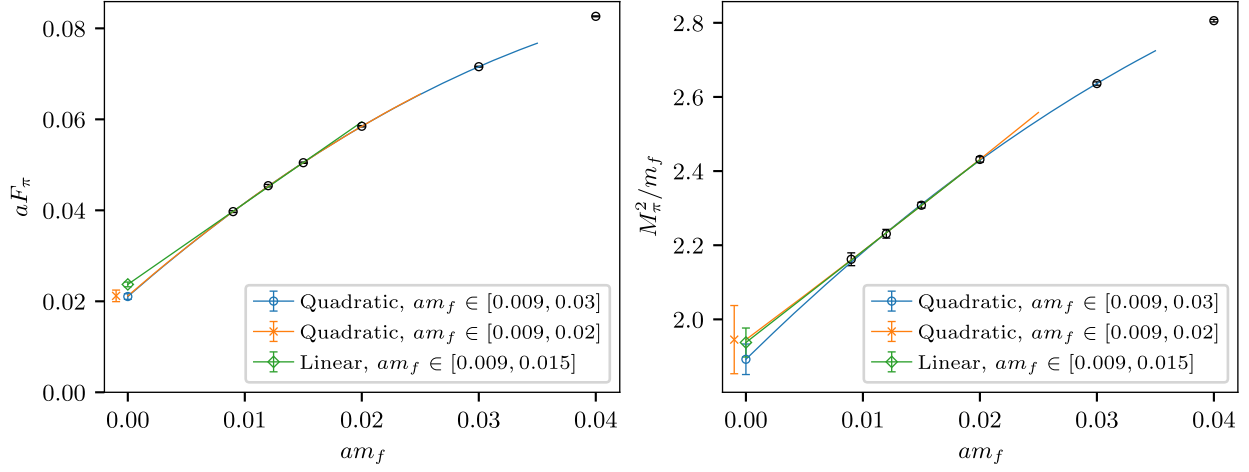 0.08
0.06
0.04
0.02
0.00
aF_π
Quadratic, am_f ∈ [0.009, 0.03]
Quadratic, am_f ∈ [0.009, 0.02]
Linear, am_f ∈ [0.009, 0.015]
0.00 0.01 0.02 0.03 0.04
am_f
2.8
2.6
2.4
2.2
2.0
M_π^2/m_f
Quadratic, am_f ∈ [0.009, 0.03]
Quadratic, am_f ∈ [0.009, 0.02]
Linear, am_f ∈ [0.009, 0.015]
0.00 0.01 0.02 0.03 0.04
am_f